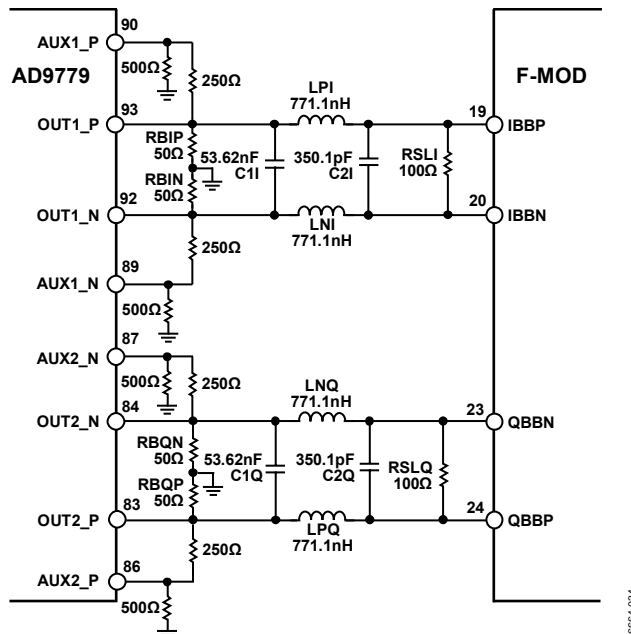 90
AUX1_P
500Ω
250Ω
AD9779
F-MOD
LPI
771.1nH
93
19
OUT1_P
IBBP
RBIP
50Ω
53.62nF
C1I
350.1pF
C2I
RSLI
100Ω
RBIN
50Ω
92
20
OUT1_N
IBBN
LNI
771.1nH
250Ω
89
AUX1_N
500Ω
87
AUX2_N
500Ω
250Ω
LNQ
771.1nH
84
23
OUT2_N
QBBN
RBQN
50Ω
53.62nF
C1Q
350.1pF
C2Q
RSLQ
100Ω
RBQP
50Ω
83
24
OUT2_P
QBBP
LPQ
771.1nH
250Ω
86
AUX2_P
500Ω